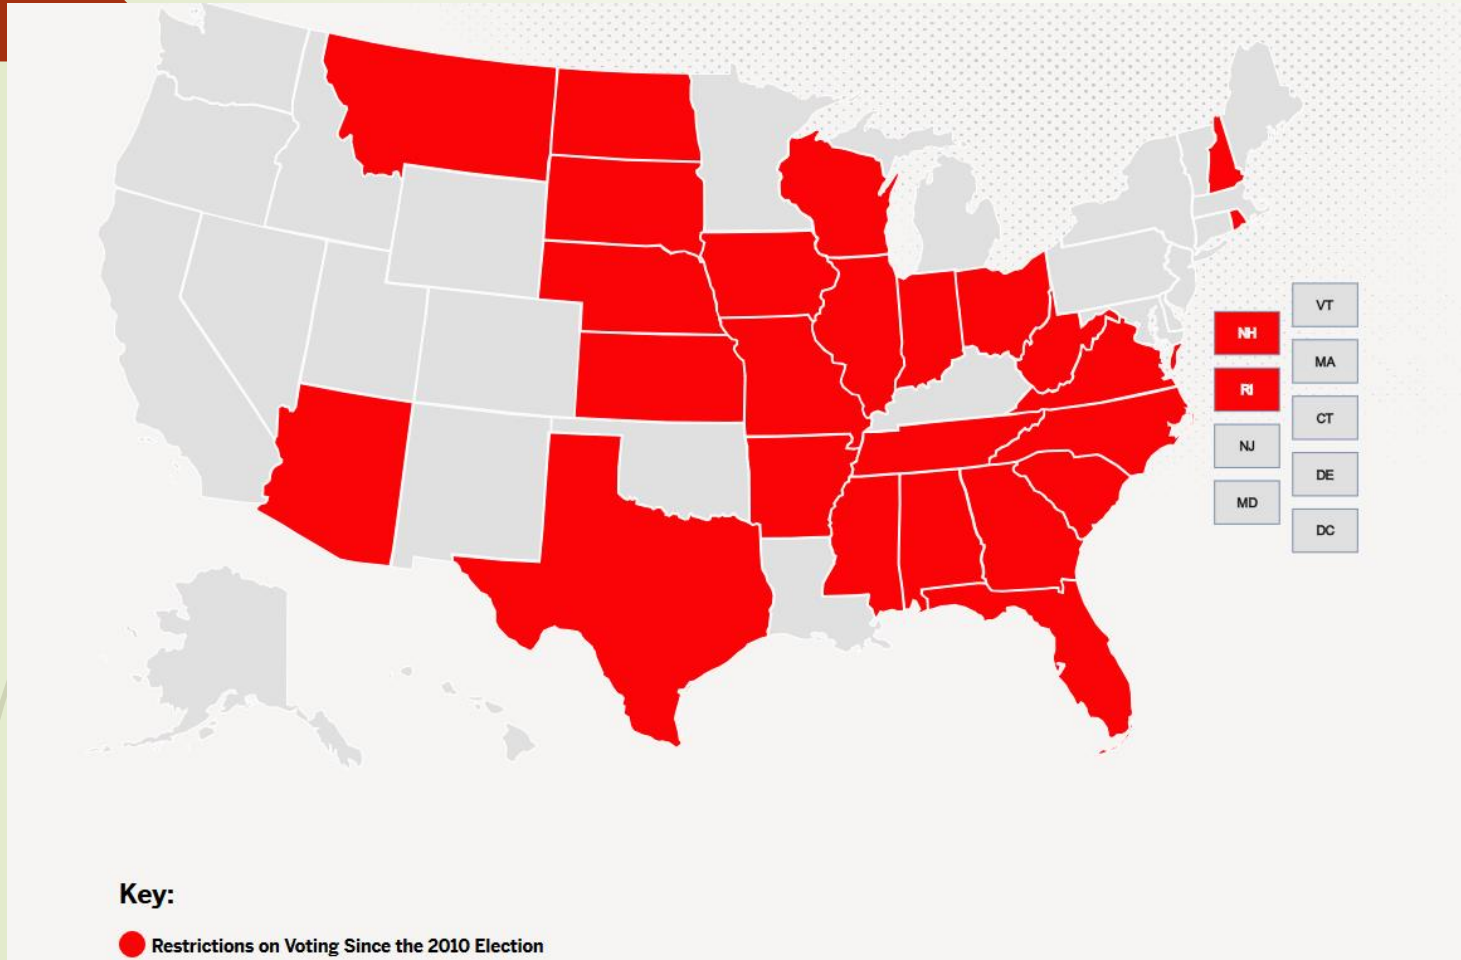 VT
NH
MA
RI
CT
NJ
DE
MD
DC
Key:
Restrictions on Voting Since the 2010 Election